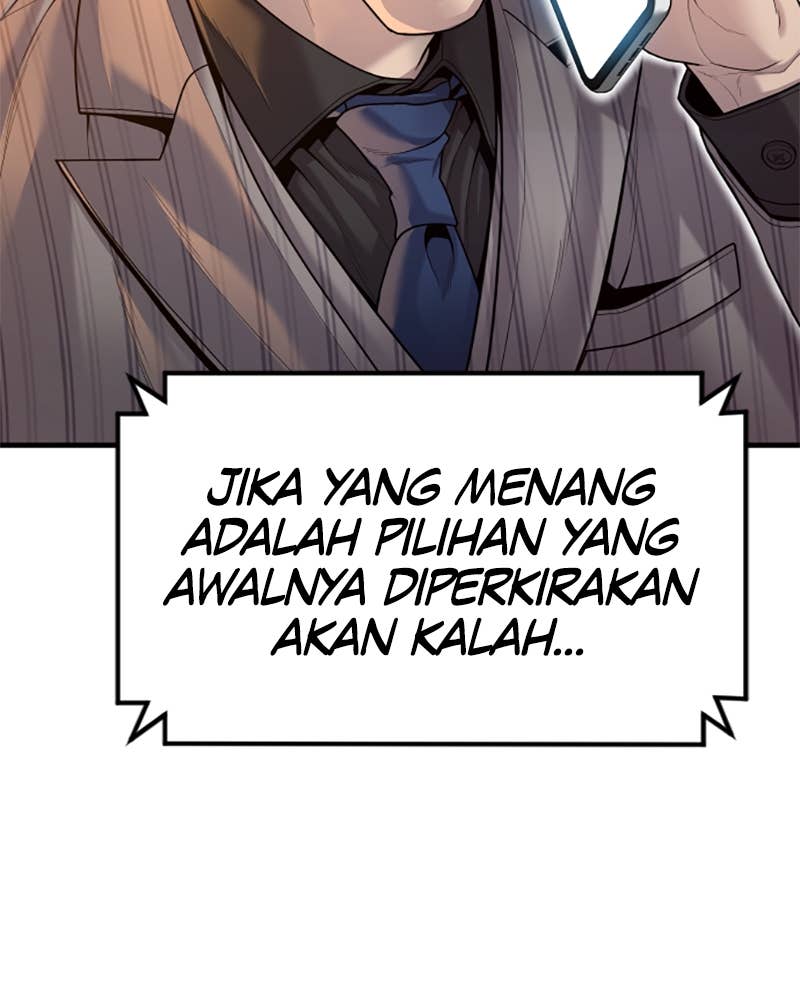 JIKA YANG MENANG
ADALAH PILIHAN YANG
AWALNYA DIPERKIRAKAN
AKAN KALAH...